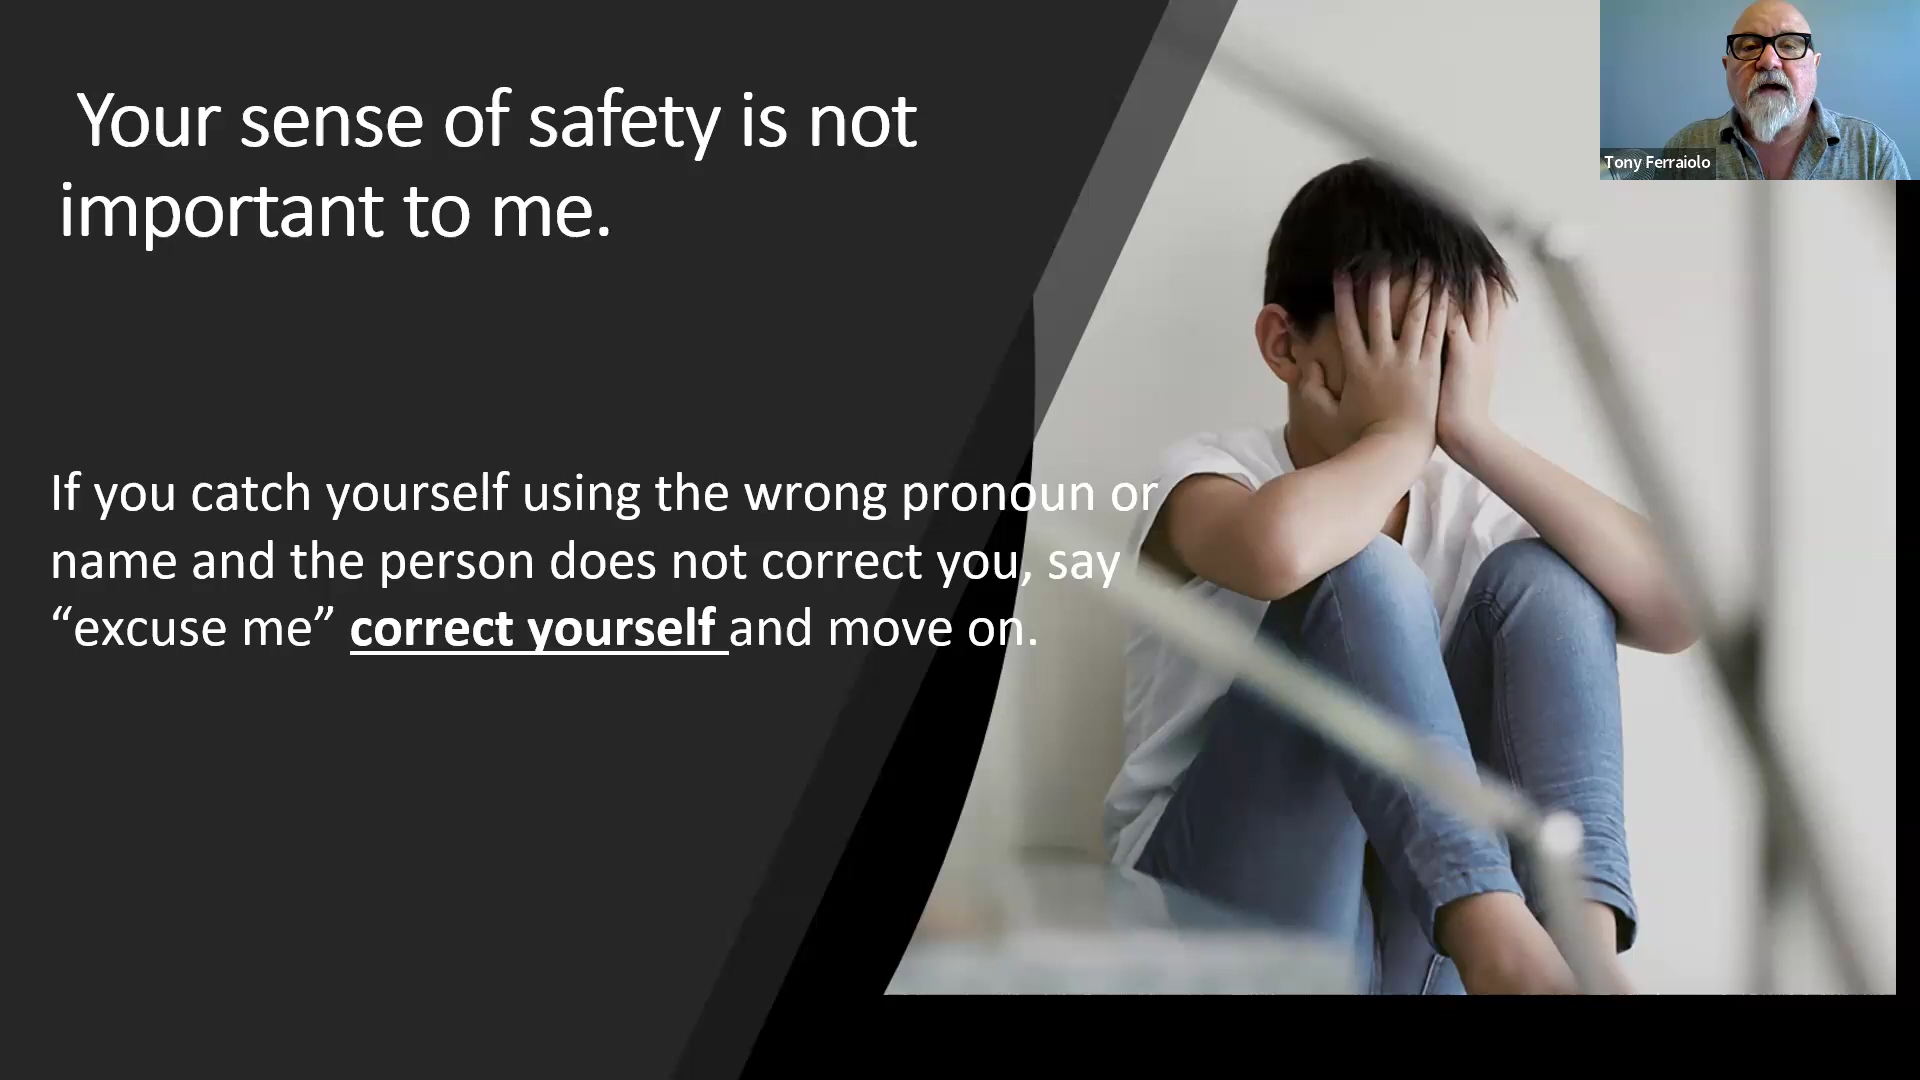 Your sense of safety is not
important to me.
Tony Ferraiolo
If you catch yourself using the wrong pronoun or
name and the person does not correct you, say
“excuse me” correct yourself and move on.